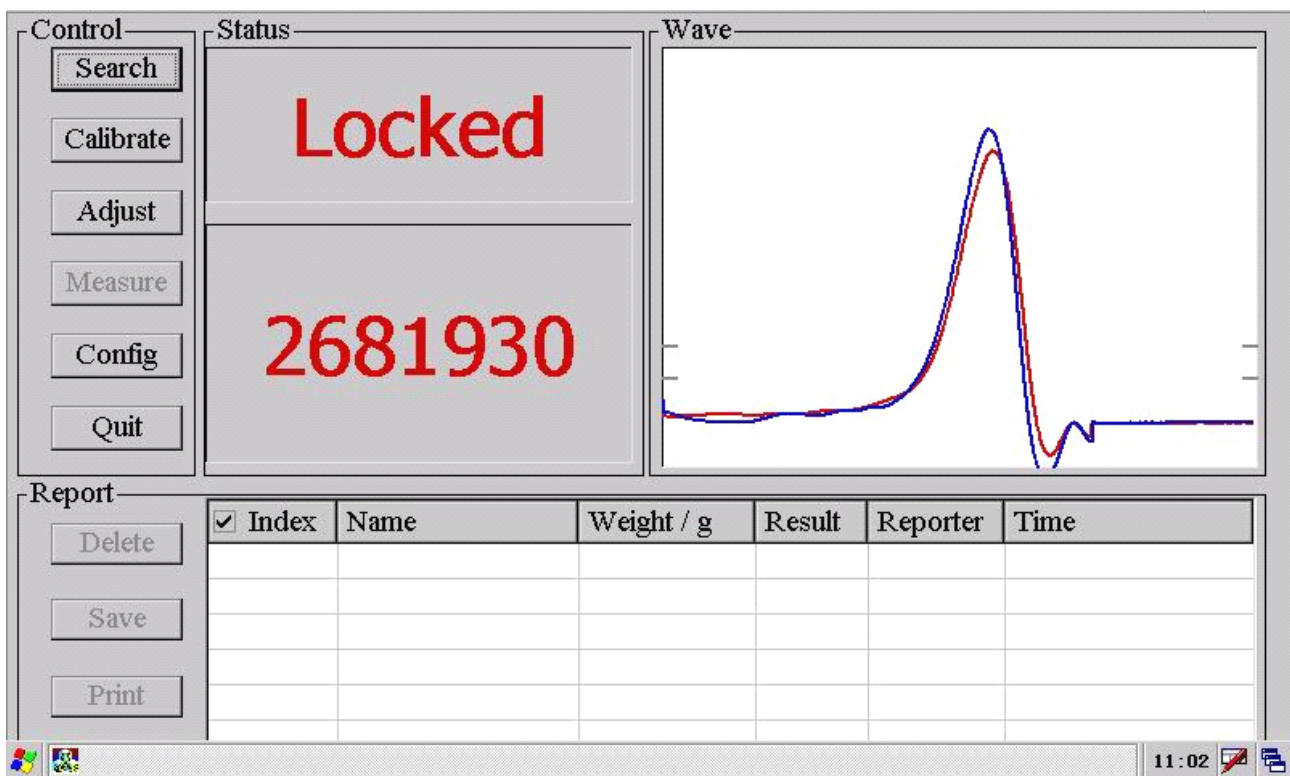 Control
Search
Calibrate
Adjust
Measure
Config
Quit
Status
Locked
2681930
Wave
Report
Delete
Save
Print
Index Name Weight / g Result Reporter Time
11:02